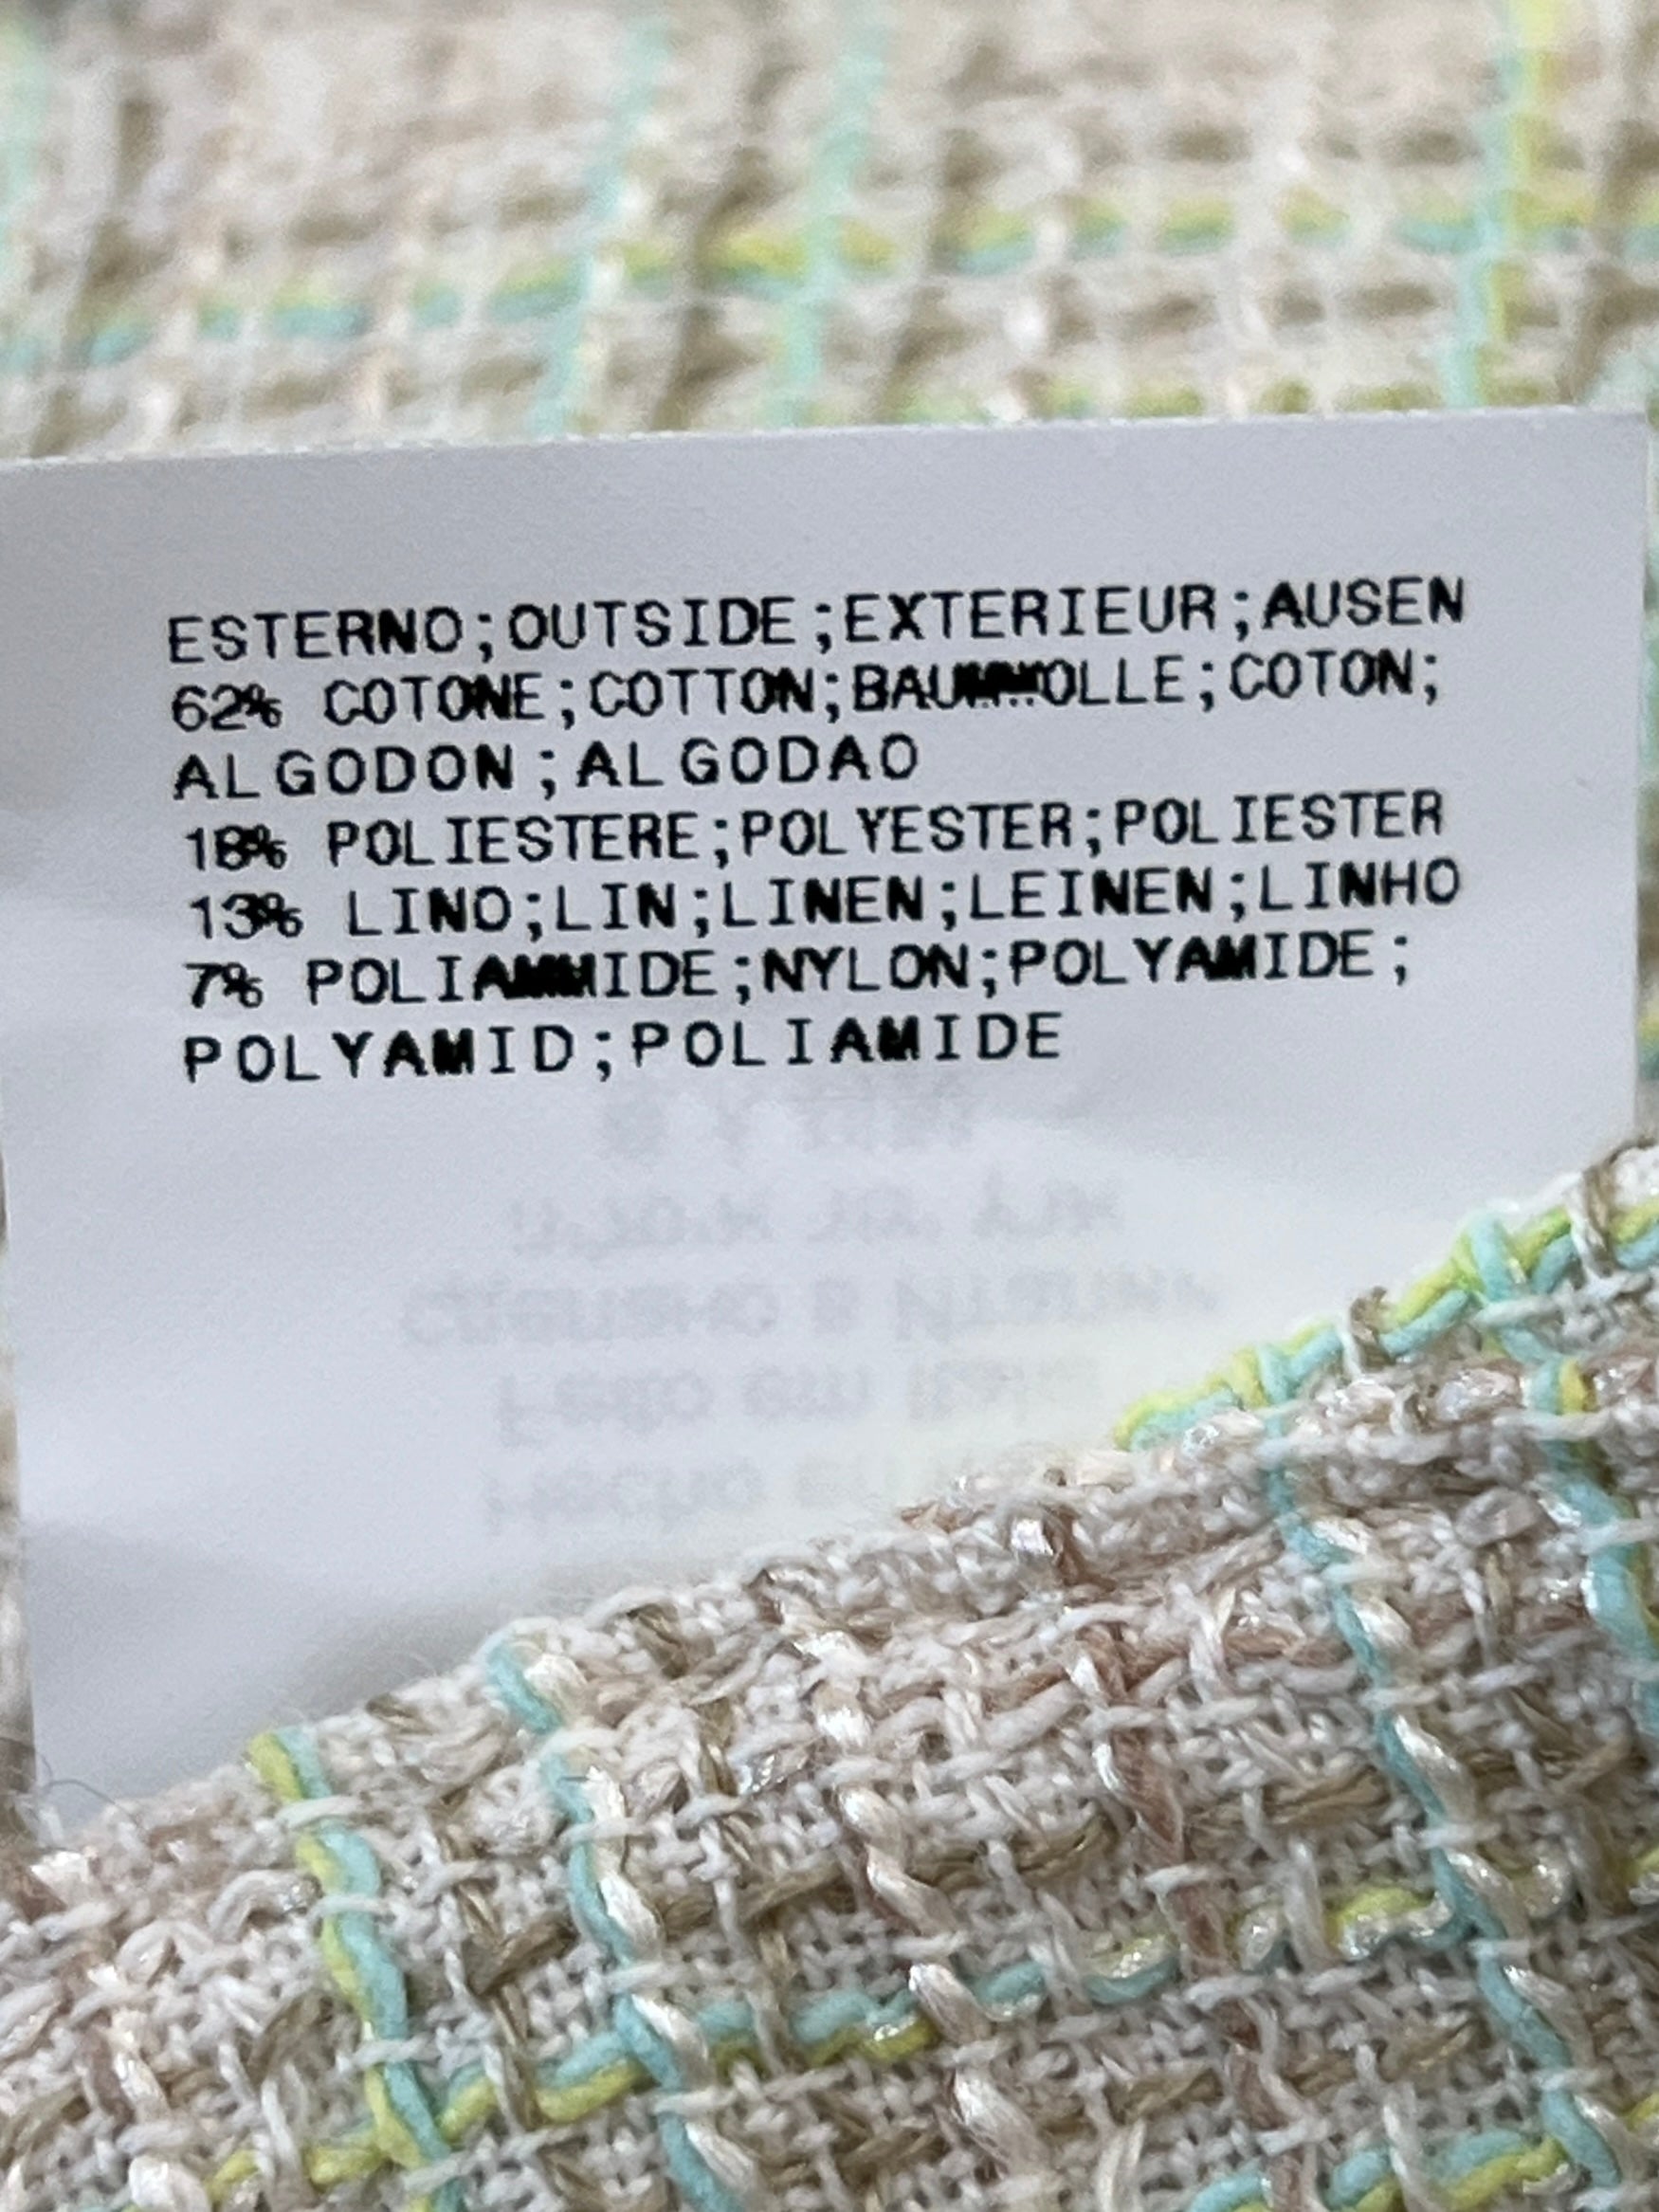 ESTERNO;OUTSIDE;EXTERIEUR;AUSEN
62% COTONE;COTTON;BAUMWOLLE;COTON;
ALGODON;ALGODAO
18% POLIESTERE;POLYESTER;POLIESTER
13% LINO;LIN;LINEN;LEINEN;LINHO
7% POLIAMMIDE;NYLON;POLYAMIDE;
POLYAMID;POLIAMIDE